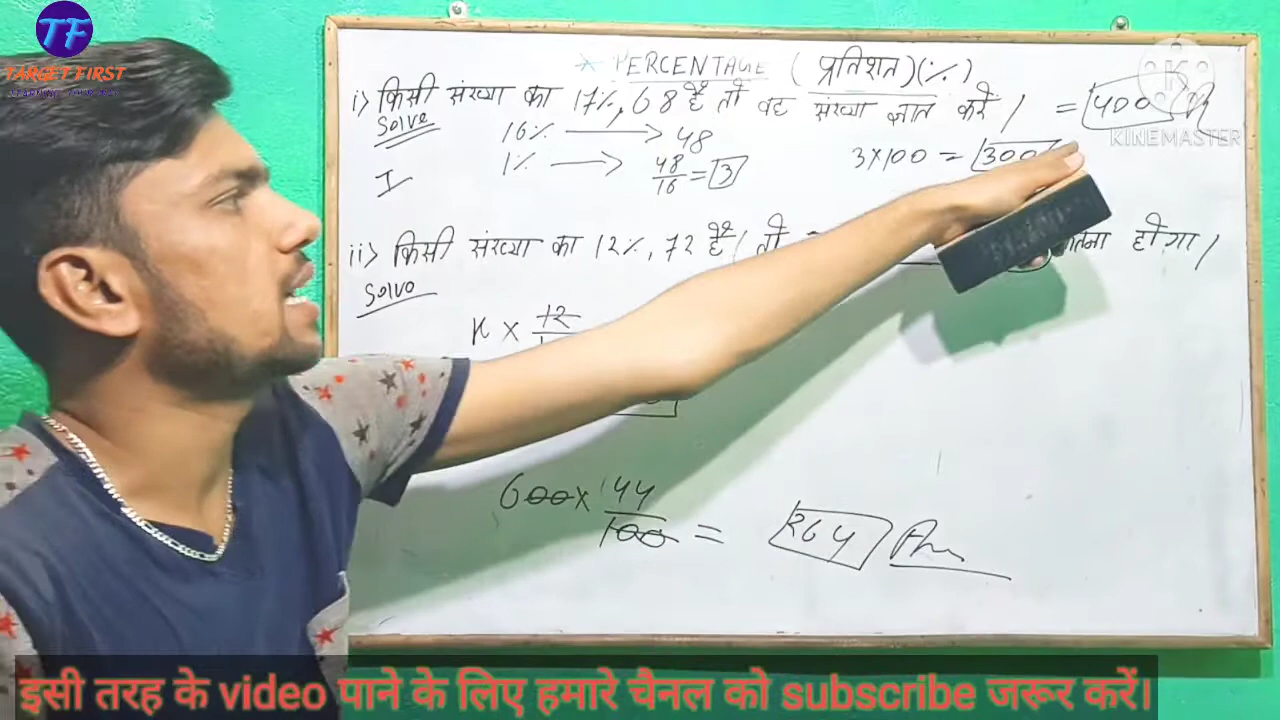 TF
TARGET FIRST
* PERCENTAGE (प्रतिशत) (%)
i> किसी संख्या का 17%, 68 है तो वह संख्या ज्ञात करें। = 400
KINEMASTER
Solve
16% → 48
1% → 48/16 = 3
3×100 = 300
I
ii> किसी संख्या का 12%, 72 है। तो होगा।
Solve
x × 12
600 × 44/100 = 264 Ans
इसी तरह के video पाने के लिए हमारे चैनल को subscribe जरूर करें।